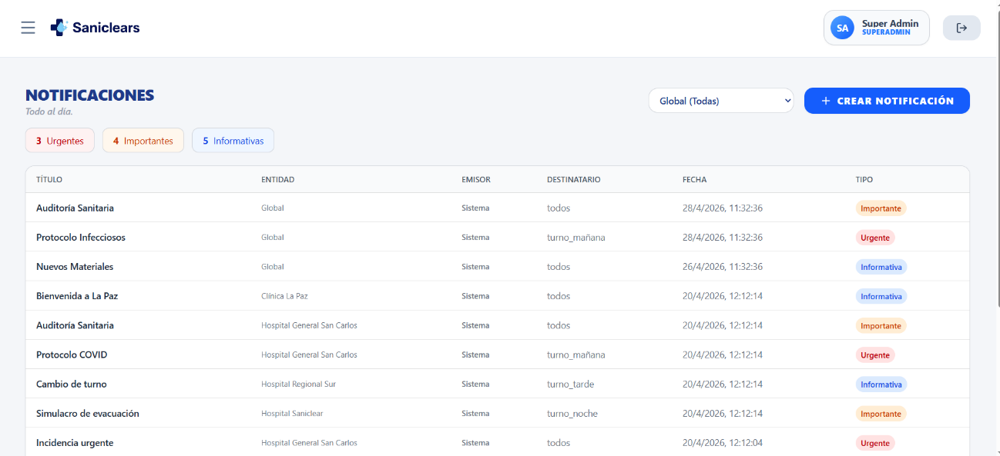 Saniclears
SA
Super Admin
SUPERADMIN
NOTIFICACIONES
Todo al día.
Global (Todas)
+ CREAR NOTIFICACIÓN
3 Urgentes
4 Importantes
5 Informativas
TÍTULO ENTIDAD EMISOR DESTINATARIO FECHA TIPO
Auditoría Sanitaria Global Sistema todos 28/4/2026, 11:32:36 Importante
Protocolo Infecciosos Global Sistema turno_mañana 28/4/2026, 11:32:36 Urgente
Nuevos Materiales Global Sistema todos 26/4/2026, 11:32:36 Informativa
Bienvenida a La Paz Clínica La Paz Sistema todos 20/4/2026, 12:12:14 Informativa
Auditoría Sanitaria Hospital General San Carlos Sistema todos 20/4/2026, 12:12:14 Importante
Protocolo COVID Hospital General San Carlos Sistema turno_mañana 20/4/2026, 12:12:14 Urgente
Cambio de turno Hospital Regional Sur Sistema turno_tarde 20/4/2026, 12:12:14 Informativa
Simulacro de evacuación Hospital Saniclear Sistema turno_noche 20/4/2026, 12:12:14 Importante
Incidencia urgente Hospital General San Carlos Sistema todos 20/4/2026, 12:12:04 Urgente